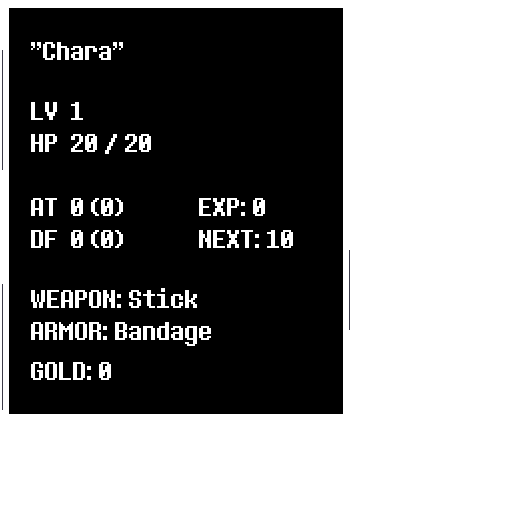 ”Chara”
LV 1
HP 20 / 20
AT 0 (0) EXP: 0
DF 0 (0) NEXT: 10
WEAPON: Stick
ARMOR: Bandage
GOLD: 0